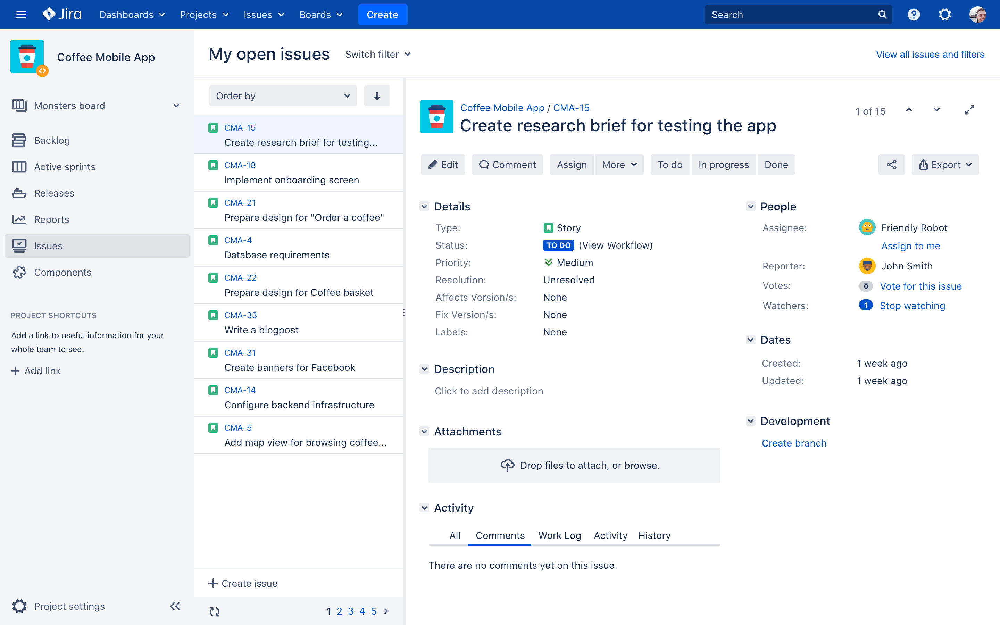 Jira Dashboards Projects Issues Boards Create Search
Coffee Mobile App
Monsters board
Backlog
Active sprints
Releases
Reports
Issues
Components
PROJECT SHORTCUTS
Add a link to useful information for your
whole team to see.
Add link
Project settings
My open issues Switch filter View all issues and filters
Order by
CMA-15
Create research brief for testing...
CMA-18
Implement onboarding screen
CMA-21
Prepare design for "Order a coffee"
CMA-4
Database requirements
CMA-22
Prepare design for Coffee basket
CMA-33
Write a blogpost
CMA-31
Create banners for Facebook
CMA-14
Configure backend infrastructure
CMA-5
Add map view for browsing coffee...
Create issue
1 2 3 4 5
Coffee Mobile App / CMA-15
1 of 15
Create research brief for testing the app
Edit Comment Assign More To do In progress Done Export
Details
Type: Story
Status: TO DO (View Workflow)
Priority: Medium
Resolution: Unresolved
Affects Version/s: None
Fix Version/s: None
Labels: None
Description
Click to add description
Attachments
Drop files to attach, or browse.
Activity
All Comments Work Log Activity History
There are no comments yet on this issue.
People
Assignee: Friendly Robot
Assign to me
Reporter: John Smith
Votes: 0 Vote for this issue
Watchers: 1 Stop watching
Dates
Created: 1 week ago
Updated: 1 week ago
Development
Create branch